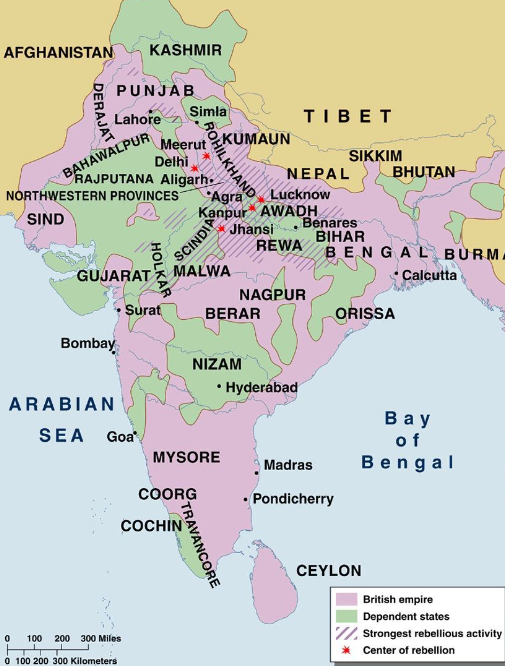 AFGHANISTAN
KASHMIR
PUNJAB
DERAJAT
Lahore
Simla
TIBET
BAHAWALPUR
Meerut
ROHILKHAND
KUMAUN
Delhi
RAJPUTANA
Aligarh
NEPAL
SIKKIM
BHUTAN
NORTHWESTERN PROVINCES
Agra
Lucknow
Kanpur
AWADH
SIND
SCINDIA
Jhansi
Benares
BIHAR
REWA
BENGAL
BURMA
HOLKAR
GUJARAT
MALWA
Calcutta
NAGPUR
Surat
BERAR
ORISSA
Bombay
NIZAM
Hyderabad
ARABIAN
SEA
Bay
of
Bengal
Goa
MYSORE
Madras
COORG
Pondicherry
COCHIN
TRAVANCORE
CEYLON
British empire
Dependent states
Strongest rebellious activity
Center of rebellion
0 100 200 300 Miles
0 100 200 300 Kilometers